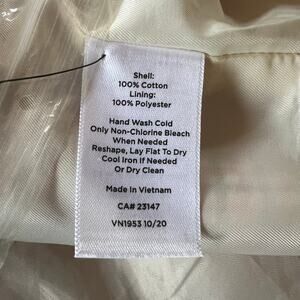 Shell:
100% Cotton
Lining:
100% Polyester
Hand Wash Cold
Only Non-Chlorine Bleach
When Needed
Reshape, Lay Flat To Dry
Cool Iron If Needed
Or Dry Clean
Made In Vietnam
CA# 23147
VN1953 10/20